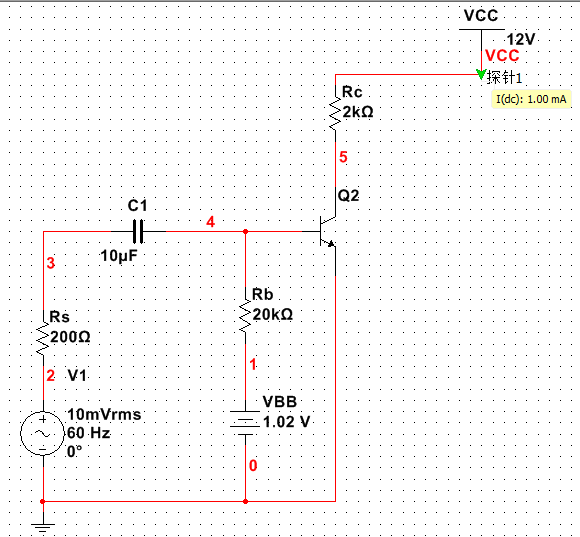 VCC
12V
VCC
探针1
I(dc): 1.00 mA
Rc
2kΩ
5
Q2
C1
4
10µF
3
Rb
20kΩ
Rs
200Ω
1
2
V1
VBB
1.02 V
10mVrms
60 Hz
0°
0